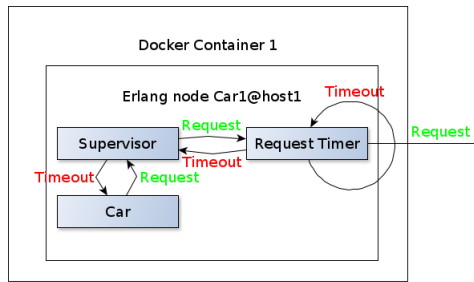 Docker Container 1
Erlang node Car1@host1
Timeout
Request
Request
Supervisor
Request Timer
Timeout
Timeout
Request
Car